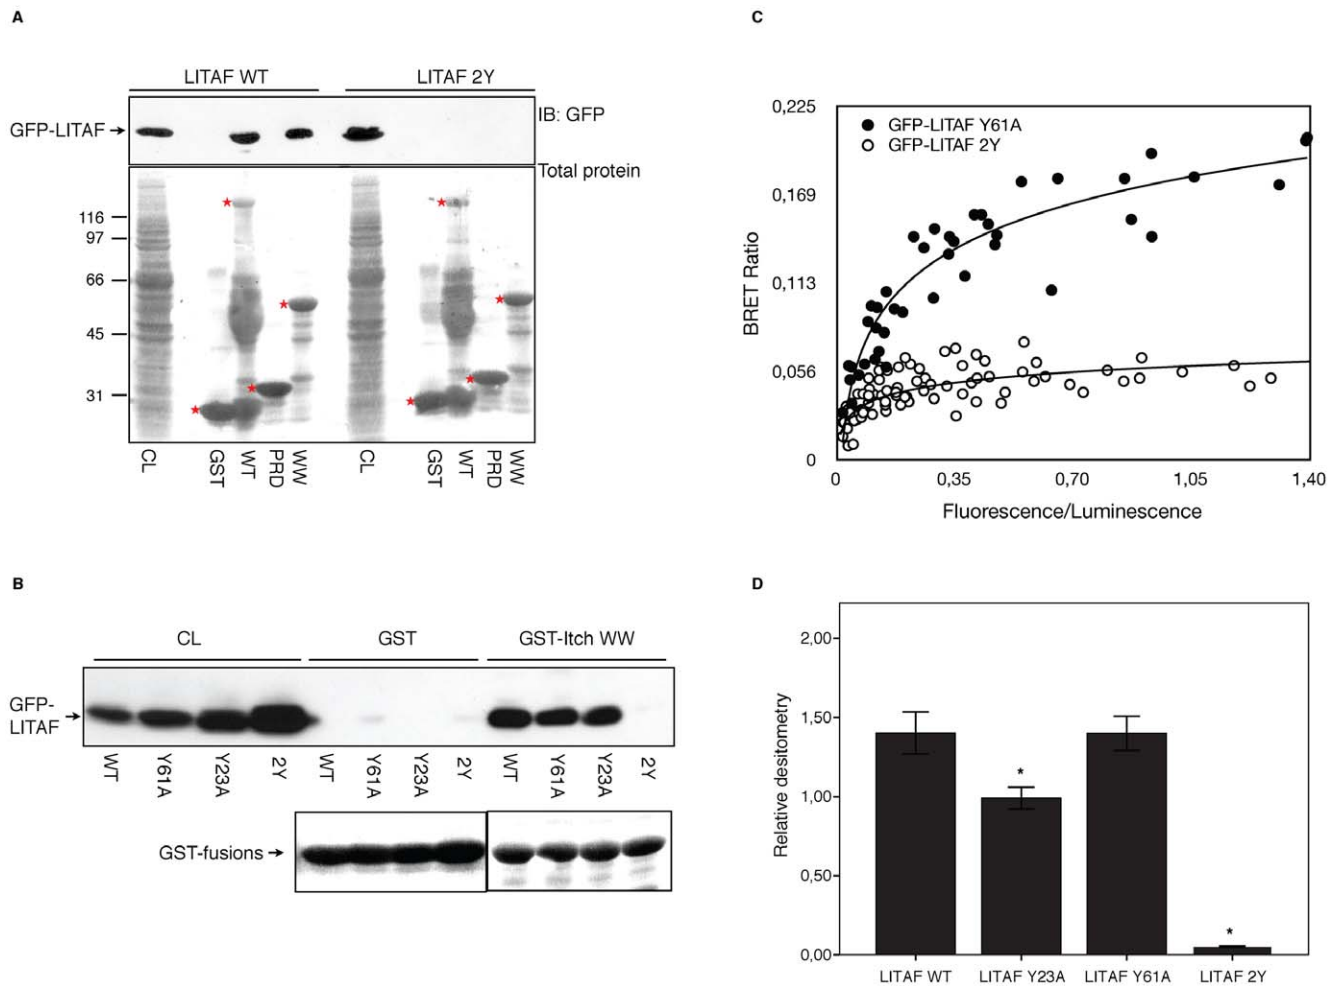 A
LITAF WT LITAF 2Y
GFP-LITAF
IB: GFP
Total protein
116
97
66
45
31
CL GST WT PRD WW CL GST WT PRD WW
B
CL GST GST-Itch WW
GFP-
LITAF
WT Y61A Y23A 2Y WT Y61A Y23A 2Y WT Y61A Y23A 2Y
GST-fusions
C
GFP-LITAF Y61A
GFP-LITAF 2Y
BRET Ratio
0,225
0,169
0,113
0,056
0
0 0,35 0,70 1,05 1,40
Fluorescence/Luminescence
D
Relative desitometry
2,00
1,50
1,00
0,50
0,00
*
*
LITAF WT LITAF Y23A LITAF Y61A LITAF 2Y